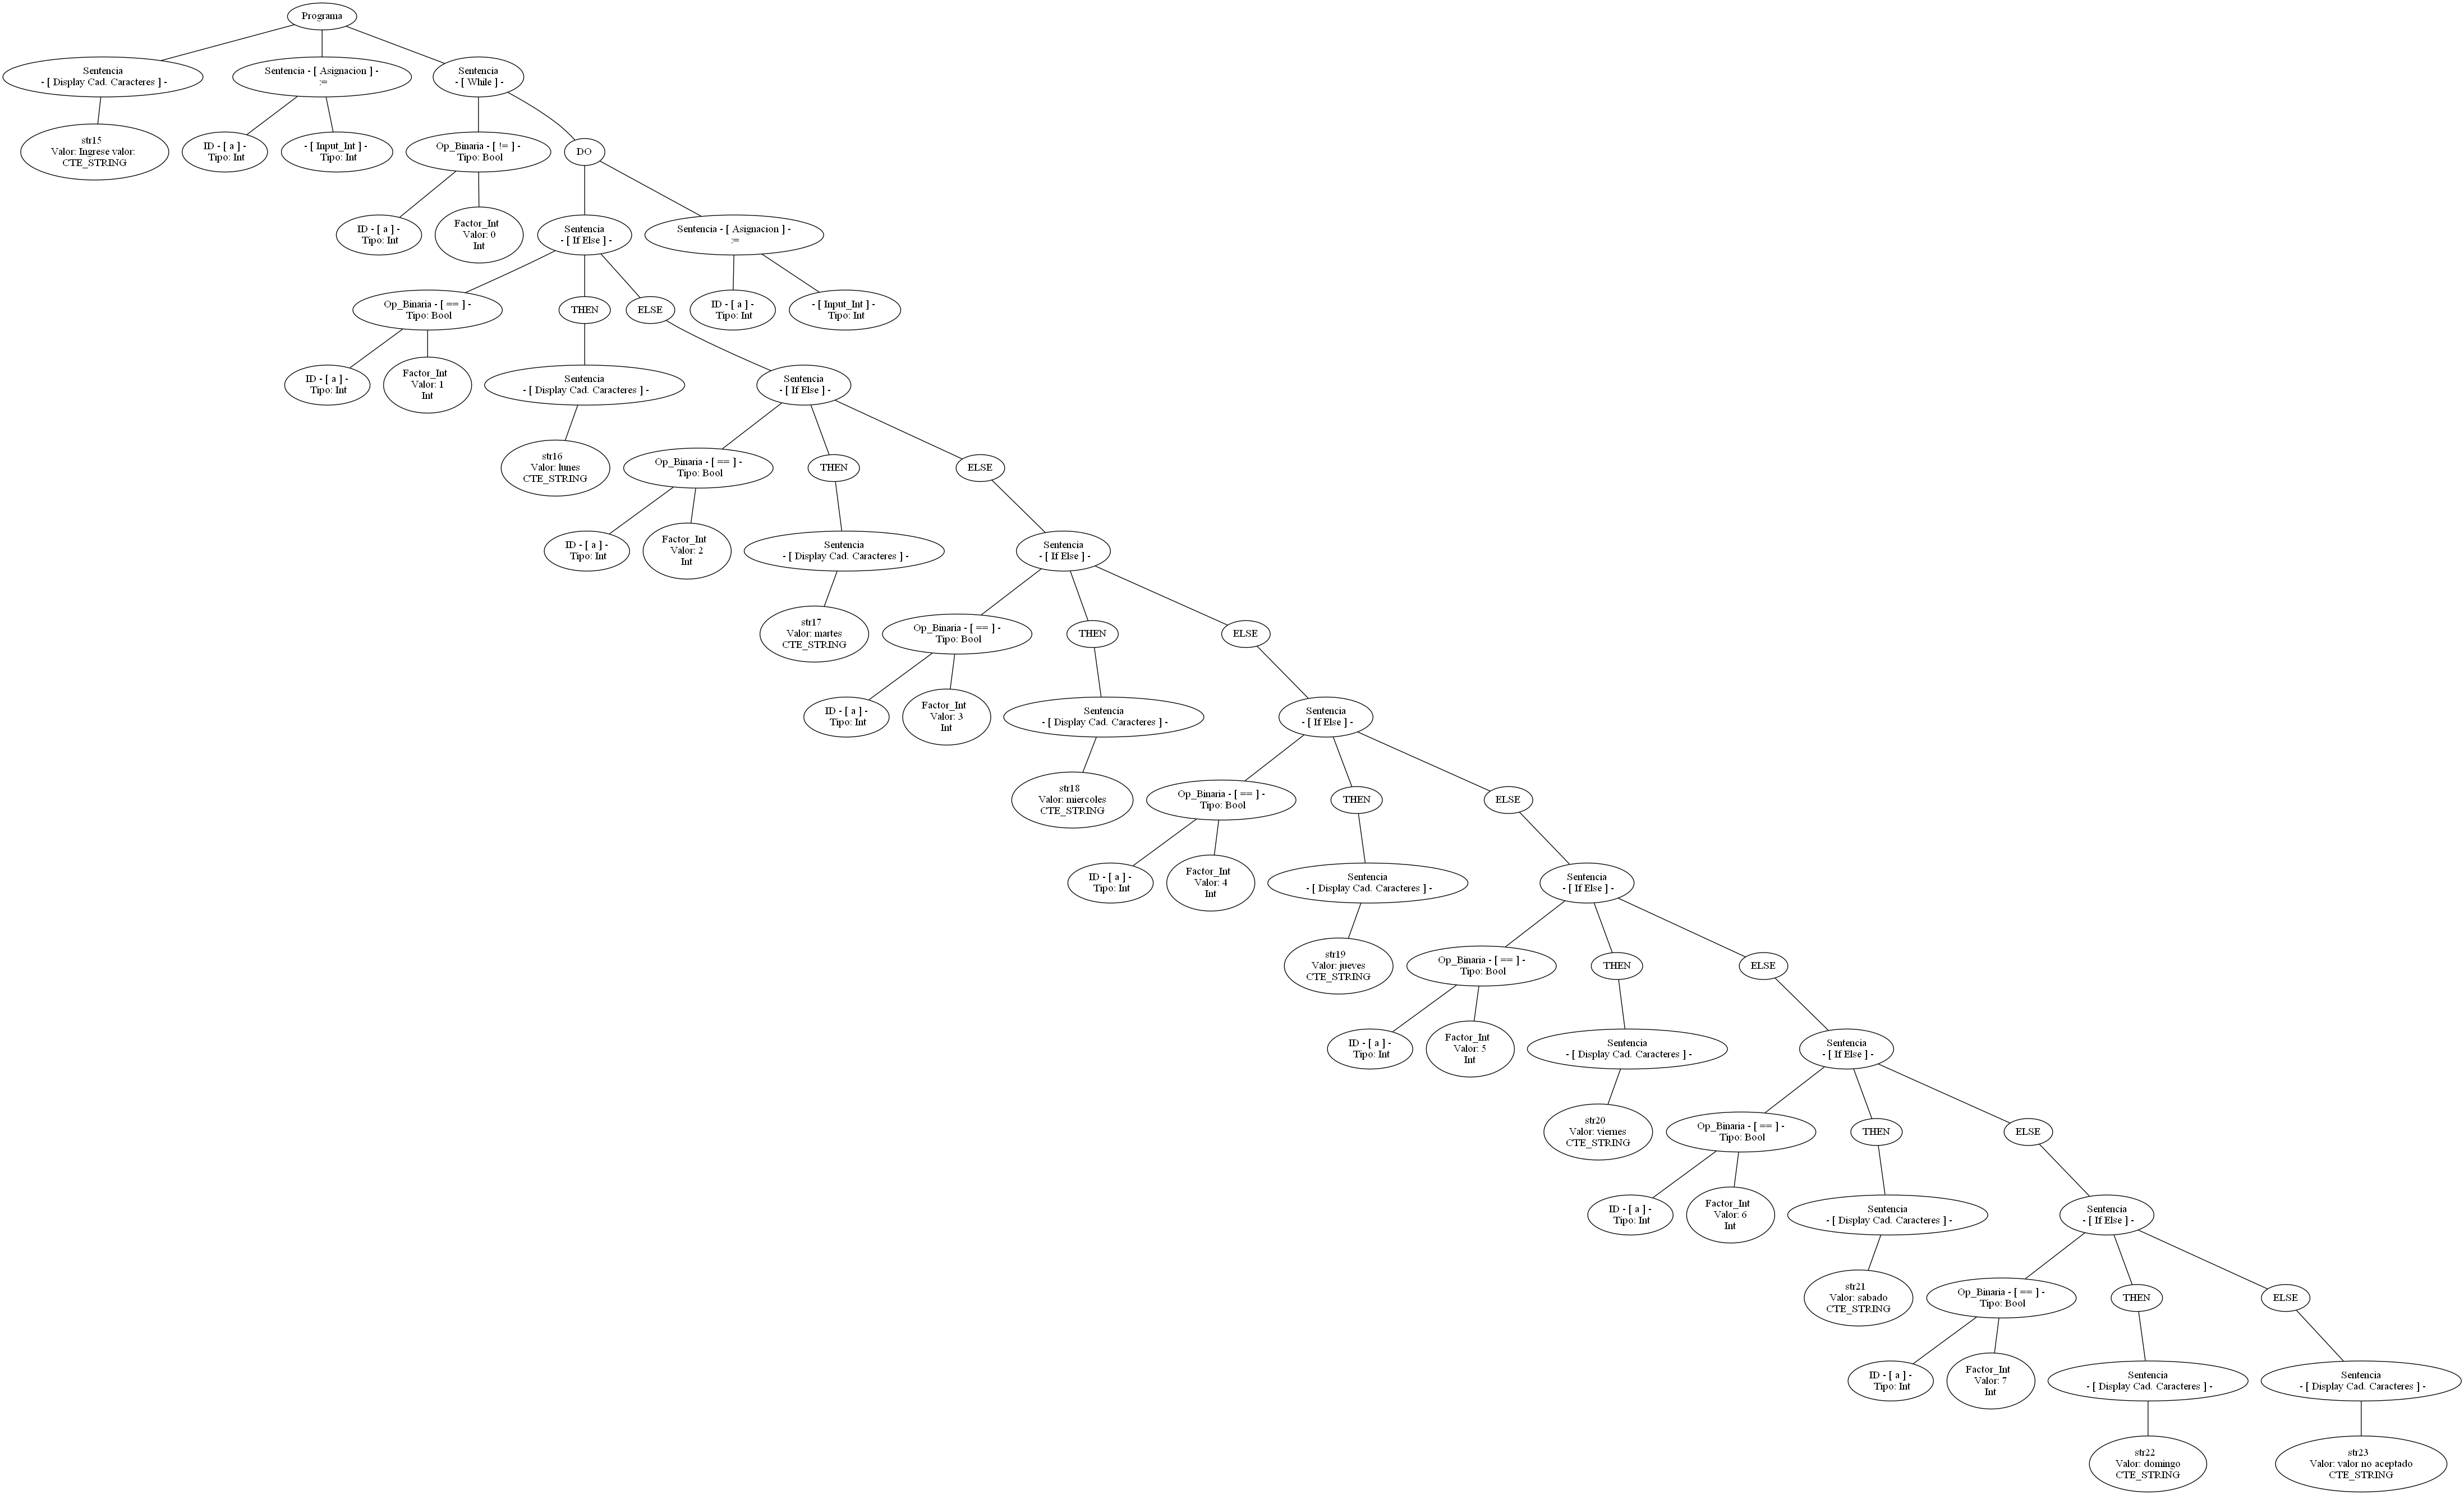 Programa
Sentencia
- [ Display Cad. Caracteres ] -
Sentencia - [ Asignacion ] -
:=
Sentencia
- [ While ] -
str15
Valor: Ingrese valor:
CTE_STRING
ID - [ a ] -
Tipo: Int
- [ Input_Int ] -
Tipo: Int
Op_Binaria - [ != ] -
Tipo: Bool
DO
ID - [ a ] -
Tipo: Int
Factor_Int
Valor: 0
Int
Sentencia
- [ If Else ] -
Sentencia - [ Asignacion ] -
:=
Op_Binaria - [ == ] -
Tipo: Bool
THEN
ELSE
ID - [ a ] -
Tipo: Int
- [ Input_Int ] -
Tipo: Int
ID - [ a ] -
Tipo: Int
Factor_Int
Valor: 1
Int
Sentencia
- [ Display Cad. Caracteres ] -
Sentencia
- [ If Else ] -
str16
Valor: lunes
CTE_STRING
Op_Binaria - [ == ] -
Tipo: Bool
THEN
ELSE
ID - [ a ] -
Tipo: Int
Factor_Int
Valor: 2
Int
Sentencia
- [ Display Cad. Caracteres ] -
Sentencia
- [ If Else ] -
str17
Valor: martes
CTE_STRING
Op_Binaria - [ == ] -
Tipo: Bool
THEN
ELSE
ID - [ a ] -
Tipo: Int
Factor_Int
Valor: 3
Int
Sentencia
- [ Display Cad. Caracteres ] -
Sentencia
- [ If Else ] -
str18
Valor: miercoles
CTE_STRING
Op_Binaria - [ == ] -
Tipo: Bool
THEN
ELSE
ID - [ a ] -
Tipo: Int
Factor_Int
Valor: 4
Int
Sentencia
- [ Display Cad. Caracteres ] -
Sentencia
- [ If Else ] -
str19
Valor: jueves
CTE_STRING
Op_Binaria - [ == ] -
Tipo: Bool
THEN
ELSE
ID - [ a ] -
Tipo: Int
Factor_Int
Valor: 5
Int
Sentencia
- [ Display Cad. Caracteres ] -
Sentencia
- [ If Else ] -
str20
Valor: viernes
CTE_STRING
Op_Binaria - [ == ] -
Tipo: Bool
THEN
ELSE
ID - [ a ] -
Tipo: Int
Factor_Int
Valor: 6
Int
Sentencia
- [ Display Cad. Caracteres ] -
Sentencia
- [ If Else ] -
str21
Valor: sabado
CTE_STRING
Op_Binaria - [ == ] -
Tipo: Bool
THEN
ELSE
ID - [ a ] -
Tipo: Int
Factor_Int
Valor: 7
Int
Sentencia
- [ Display Cad. Caracteres ] -
Sentencia
- [ Display Cad. Caracteres ] -
str22
Valor: domingo
CTE_STRING
str23
Valor: valor no aceptado
CTE_STRING